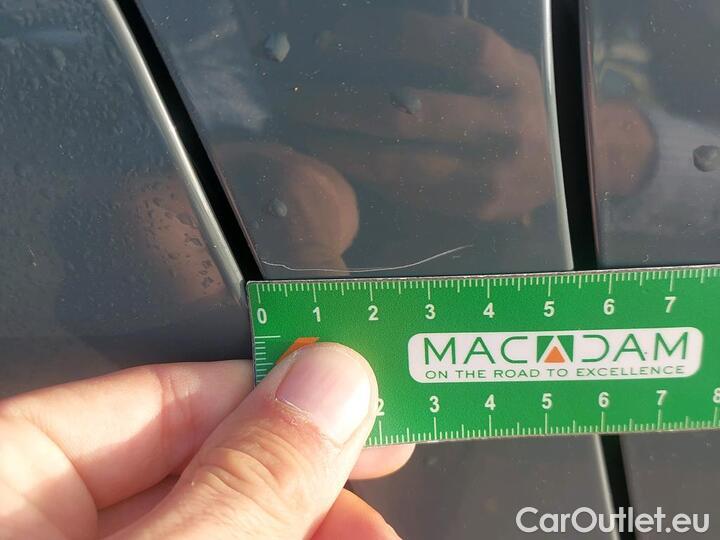 0 1 2 3 4 5 6 7
MACADAM
ON THE ROAD TO EXCELLENCE
2 3 4 5 6 7 8
CarOutlet.eu